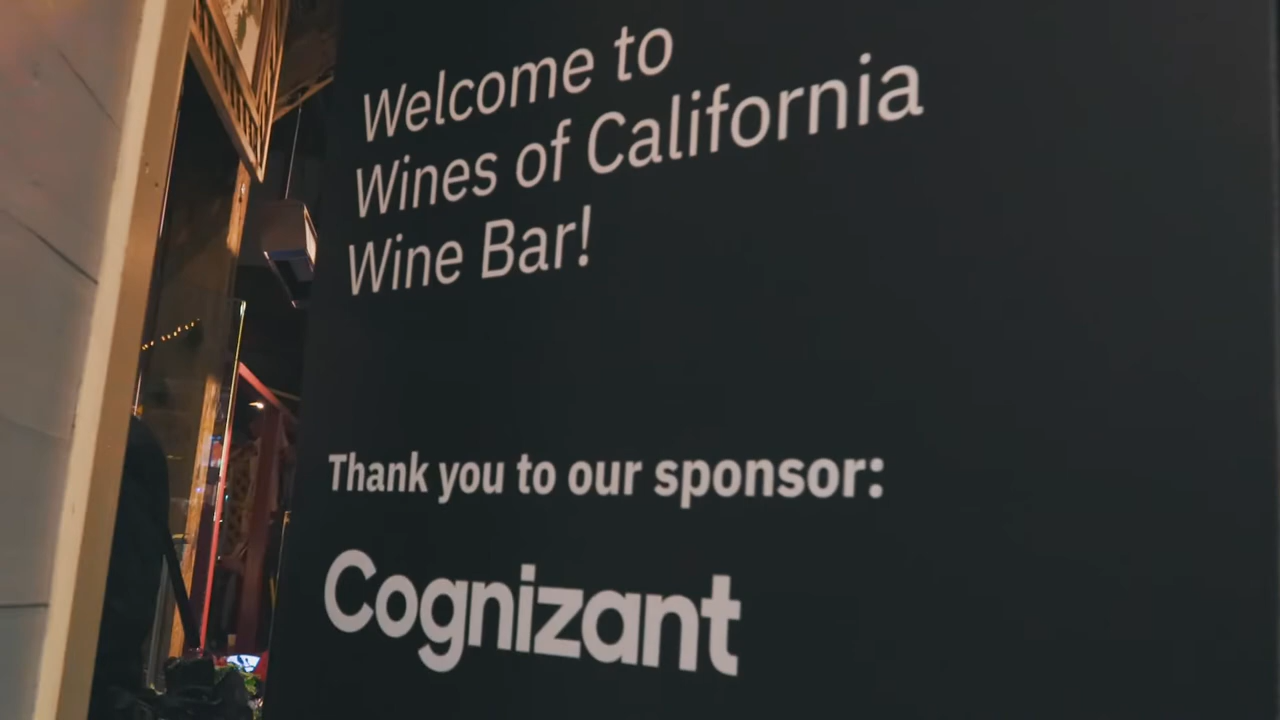 Welcome to
Wines of California
Wine Bar!
Thank you to our sponsor:
Cognizant